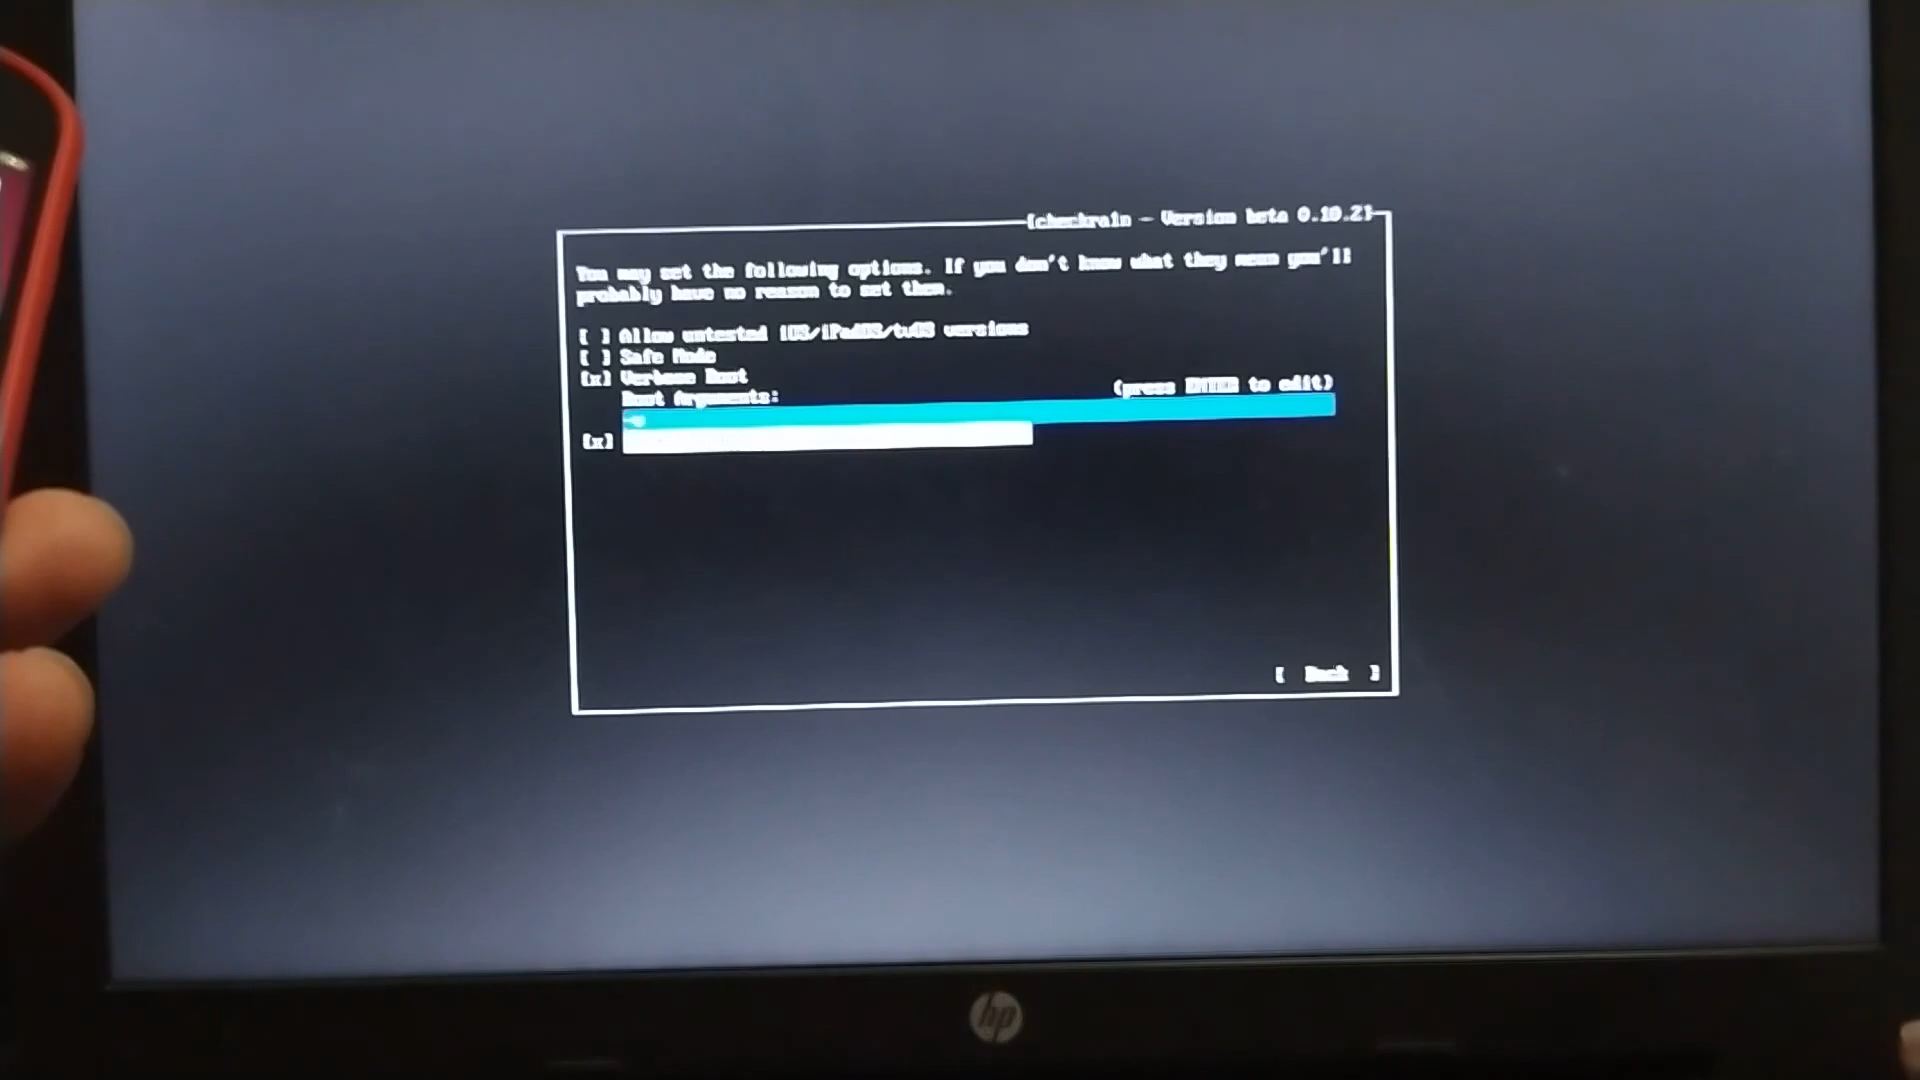 [checkra1n - Version beta 0.10.2]
You may set the following options. If you don't know what they mean you'll
probably have no reason to set them.
[ ] Allow untested iOS/iPadOS/tvOS versions
[ ] Safe Mode
[x] Verbose Boot
Boot Arguments: (press ENTER to edit)
-v
[x]
[ Back ]
hp